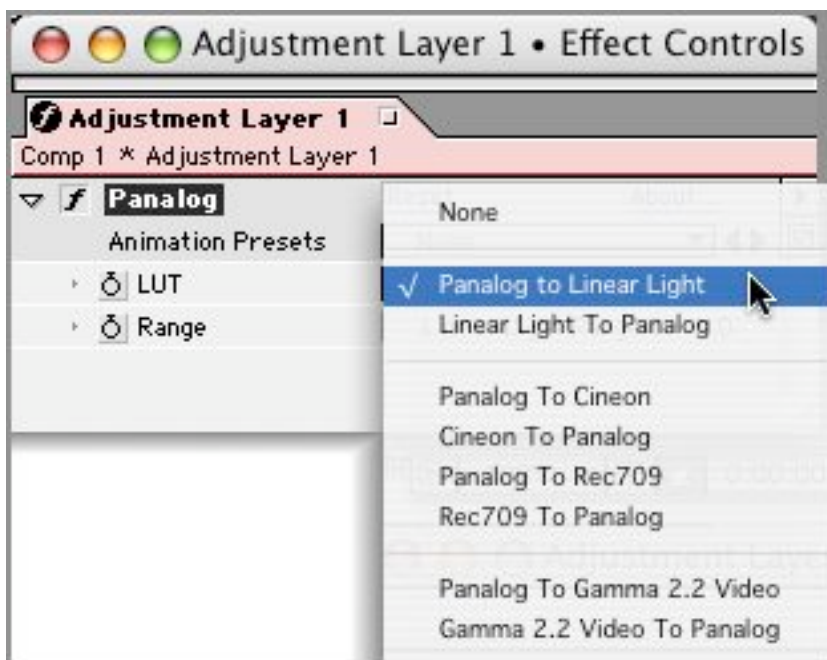 Adjustment Layer 1 • Effect Controls
Adjustment Layer 1
Comp 1 * Adjustment Layer 1
Panalog
Animation Presets
LUT
Range
None
√ Panalog to Linear Light
Linear Light To Panalog
Panalog To Cineon
Cineon To Panalog
Panalog To Rec709
Rec709 To Panalog
Panalog To Gamma 2.2 Video
Gamma 2.2 Video To Panalog